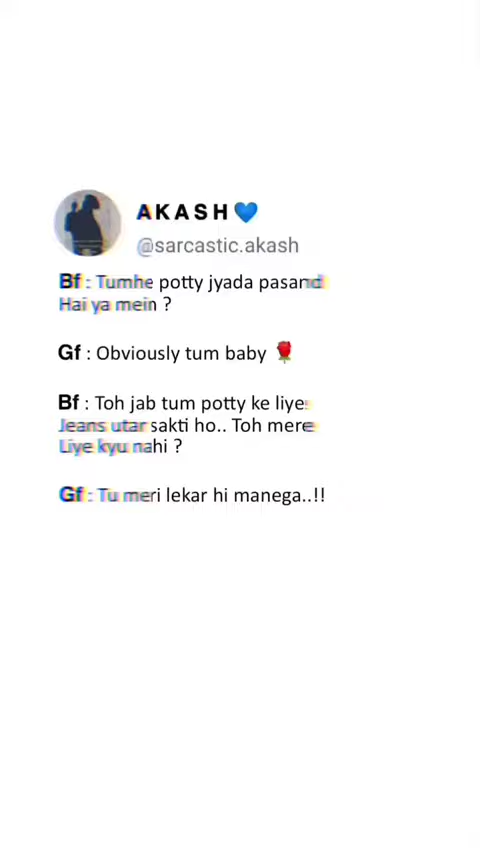 AKASH💙
@sarcastic.akash
Bf : Tumhe potty jyada pasand
Hai ya mein ?
Gf : Obviously tum baby 🌹
Bf : Toh jab tum potty ke liye
Jeans utar sakti ho.. Toh mere
Liye kyu nahi ?
Gf : Tu meri lekar hi manega..!!